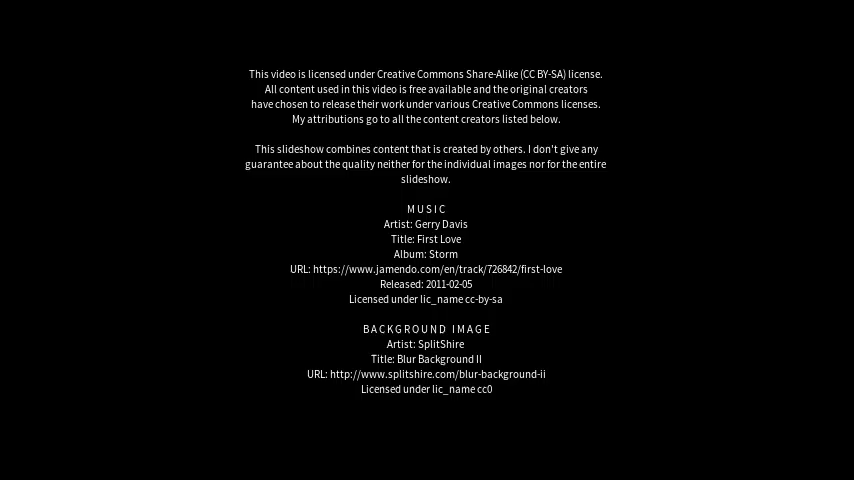 This video is licensed under Creative Commons Share-Alike (CC BY-SA) license.
All content used in this video is free available and the original creators
have chosen to release their work under various Creative Commons licenses.
My attributions go to all the content creators listed below.
This slideshow combines content that is created by others. I don't give any
guarantee about the quality neither for the individual images nor for the entire
slideshow.
MUSIC
Artist: Gerry Davis
Title: First Love
Album: Storm
URL: https://www.jamendo.com/en/track/726842/first-love
Released: 2011-02-05
Licensed under lic_name cc-by-sa
BACKGROUND IMAGE
Artist: SplitShire
Title: Blur Background II
URL: http://www.splitshire.com/blur-background-ii
Licensed under lic_name cc0